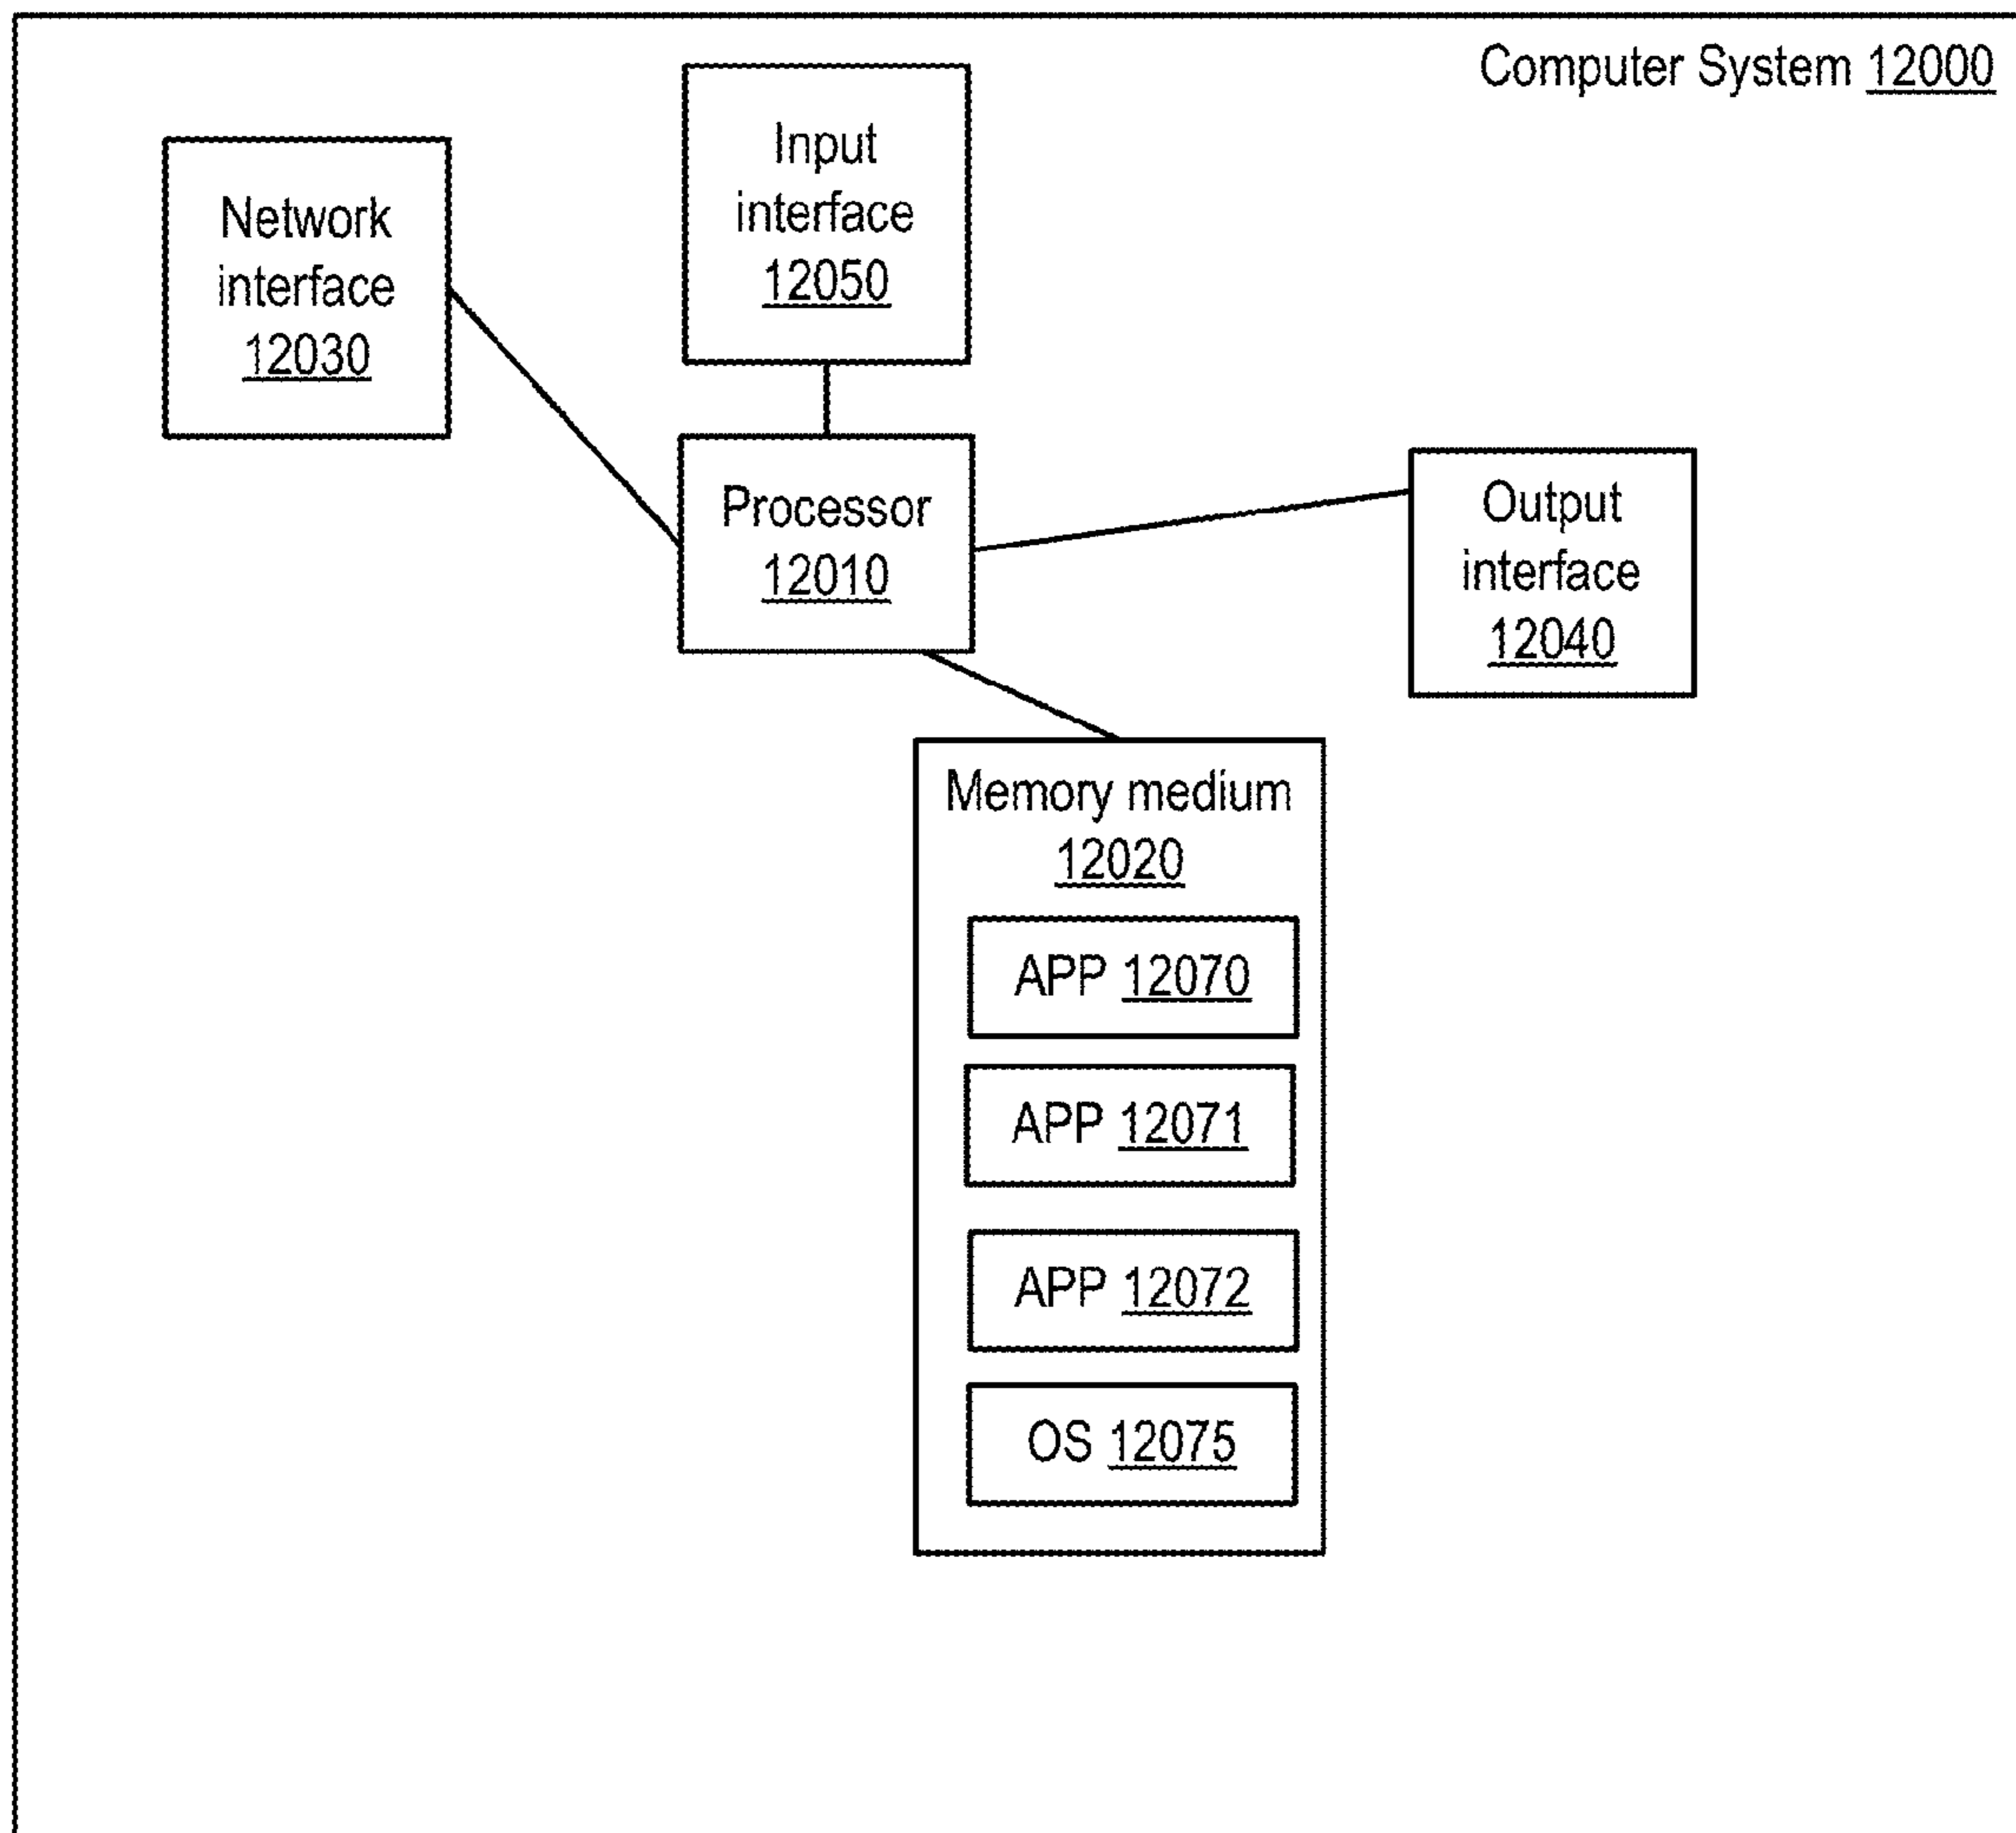 Computer System 12000
Network
interface
12030
Input
interface
12050
Processor
12010
Output
interface
12040
Memory medium
12020
APP 12070
APP 12071
APP 12072
OS 12075